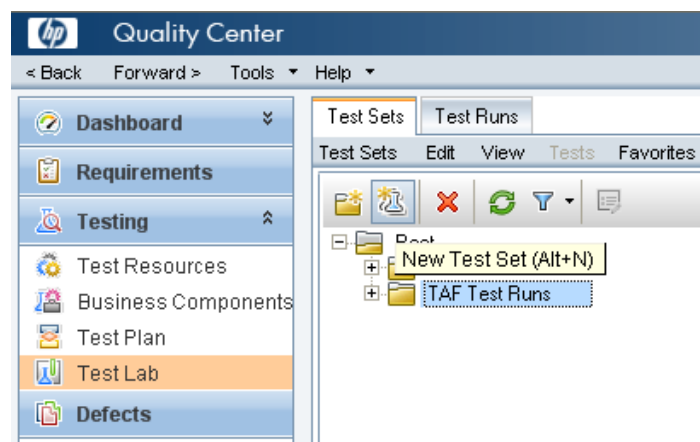 hp Quality Center
< Back Forward > Tools Help
Dashboard
Requirements
Testing
Test Resources
Business Components
Test Plan
Test Lab
Defects
Test Sets Test Runs
Test Sets Edit View Tests Favorites
New Test Set (Alt+N)
TAF Test Runs